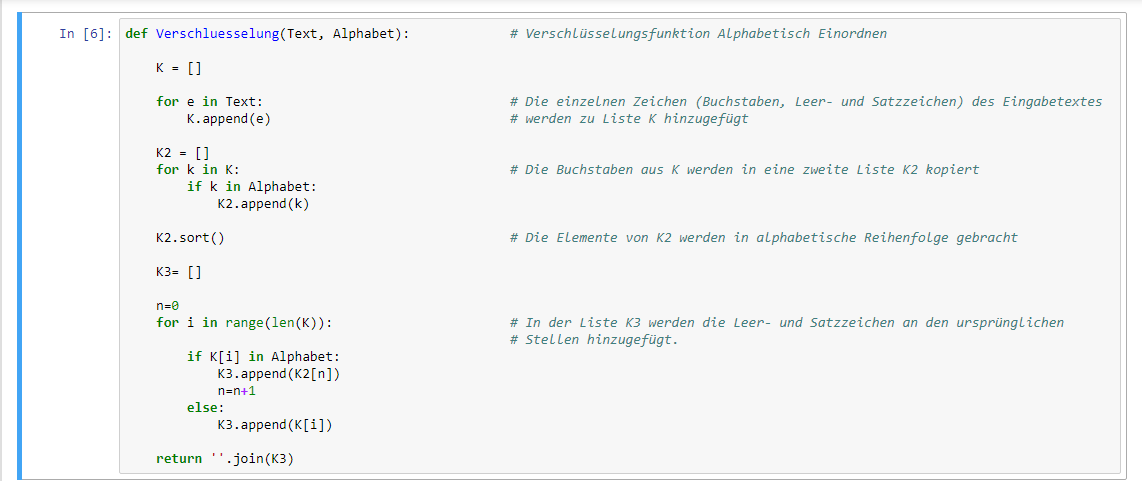 In [6]: def Verschluesselung(Text, Alphabet): # Verschlüsselungsfunktion Alphabetisch Einordnen
K = []
for e in Text: # Die einzelnen Zeichen (Buchstaben, Leer- und Satzzeichen) des Eingabetextes
K.append(e) # werden zu Liste K hinzugefügt
K2 = []
for k in K: # Die Buchstaben aus K werden in eine zweite Liste K2 kopiert
if k in Alphabet:
K2.append(k)
K2.sort() # Die Elemente von K2 werden in alphabetische Reihenfolge gebracht
K3= []
n=0
for i in range(len(K)): # In der Liste K3 werden die Leer- und Satzzeichen an den ursprünglichen
# Stellen hinzugefügt.
if K[i] in Alphabet:
K3.append(K2[n])
n=n+1
else:
K3.append(K[i])
return ''.join(K3)